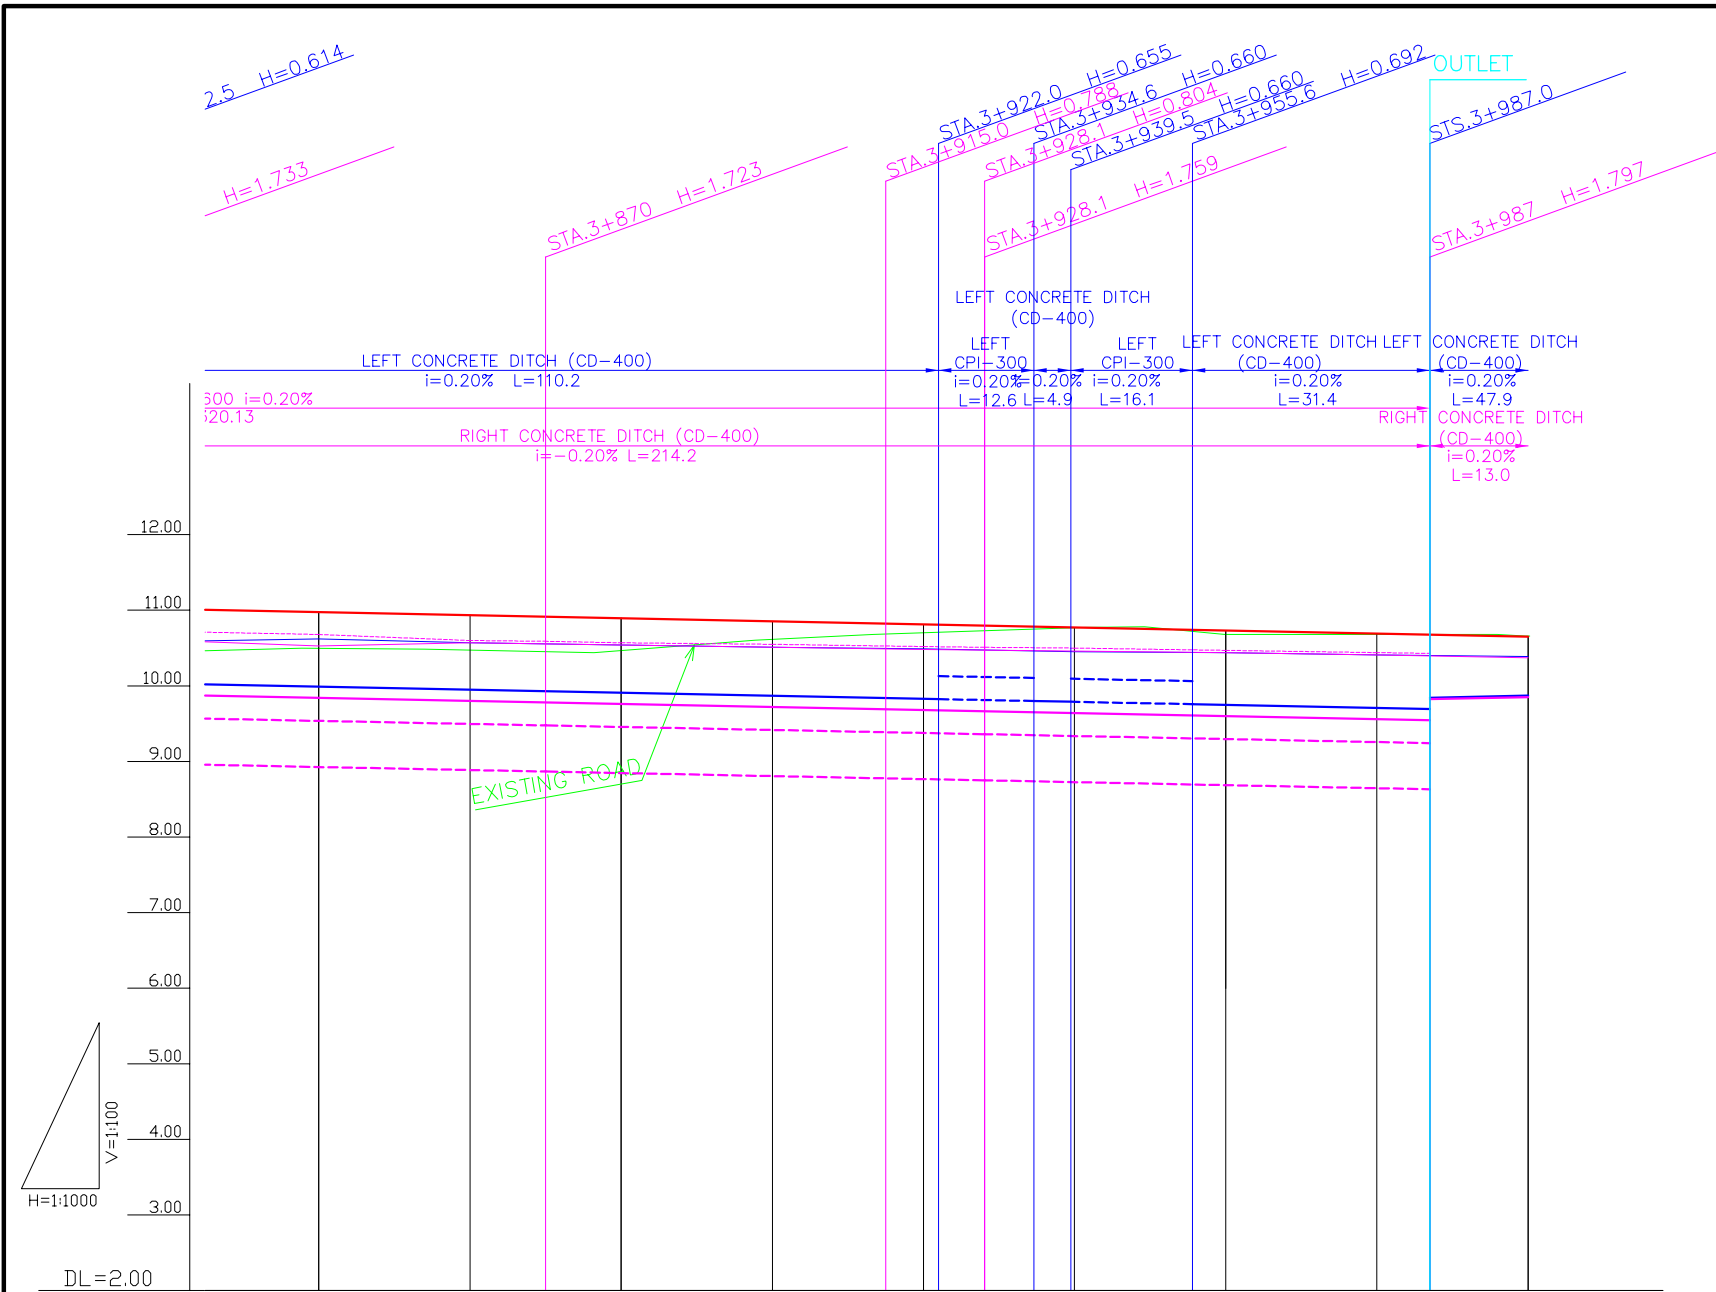 2.5 H=0.614
STA.3+922.0 H=0.655
STA.3+934.6 H=0.660
STA.3+939.5 H=0.660
STA.3+955.6 H=0.692
OUTLET
STS.3+987.0
H=1.733
STA.3+870 H=1.723
STA.3+915.0 H=0.788
STA.3+928.1 H=0.804
STA.3+928.1 H=1.759
STA.3+987 H=1.797
LEFT CONCRETE DITCH
(CD-400)
LEFT CONCRETE DITCH (CD-400)
i=0.20% L=110.2
LEFT
CPI-300
i=0.20%
L=12.6
=0.20%
L=4.9
LEFT
CPI-300
i=0.20%
L=16.1
LEFT CONCRETE DITCH
(CD-400)
i=0.20%
L=31.4
LEFT CONCRETE DITCH
(CD-400)
i=0.20%
L=47.9
600 i=0.20%
520.13
RIGHT CONCRETE DITCH (CD-400)
i=-0.20% L=214.2
RIGHT CONCRETE DITCH
(CD-400)
i=0.20%
L=13.0
12.00
11.00
10.00
9.00
8.00
7.00
6.00
5.00
4.00
3.00
DL=2.00
EXISTING ROAD
V=1:100
H=1:1000